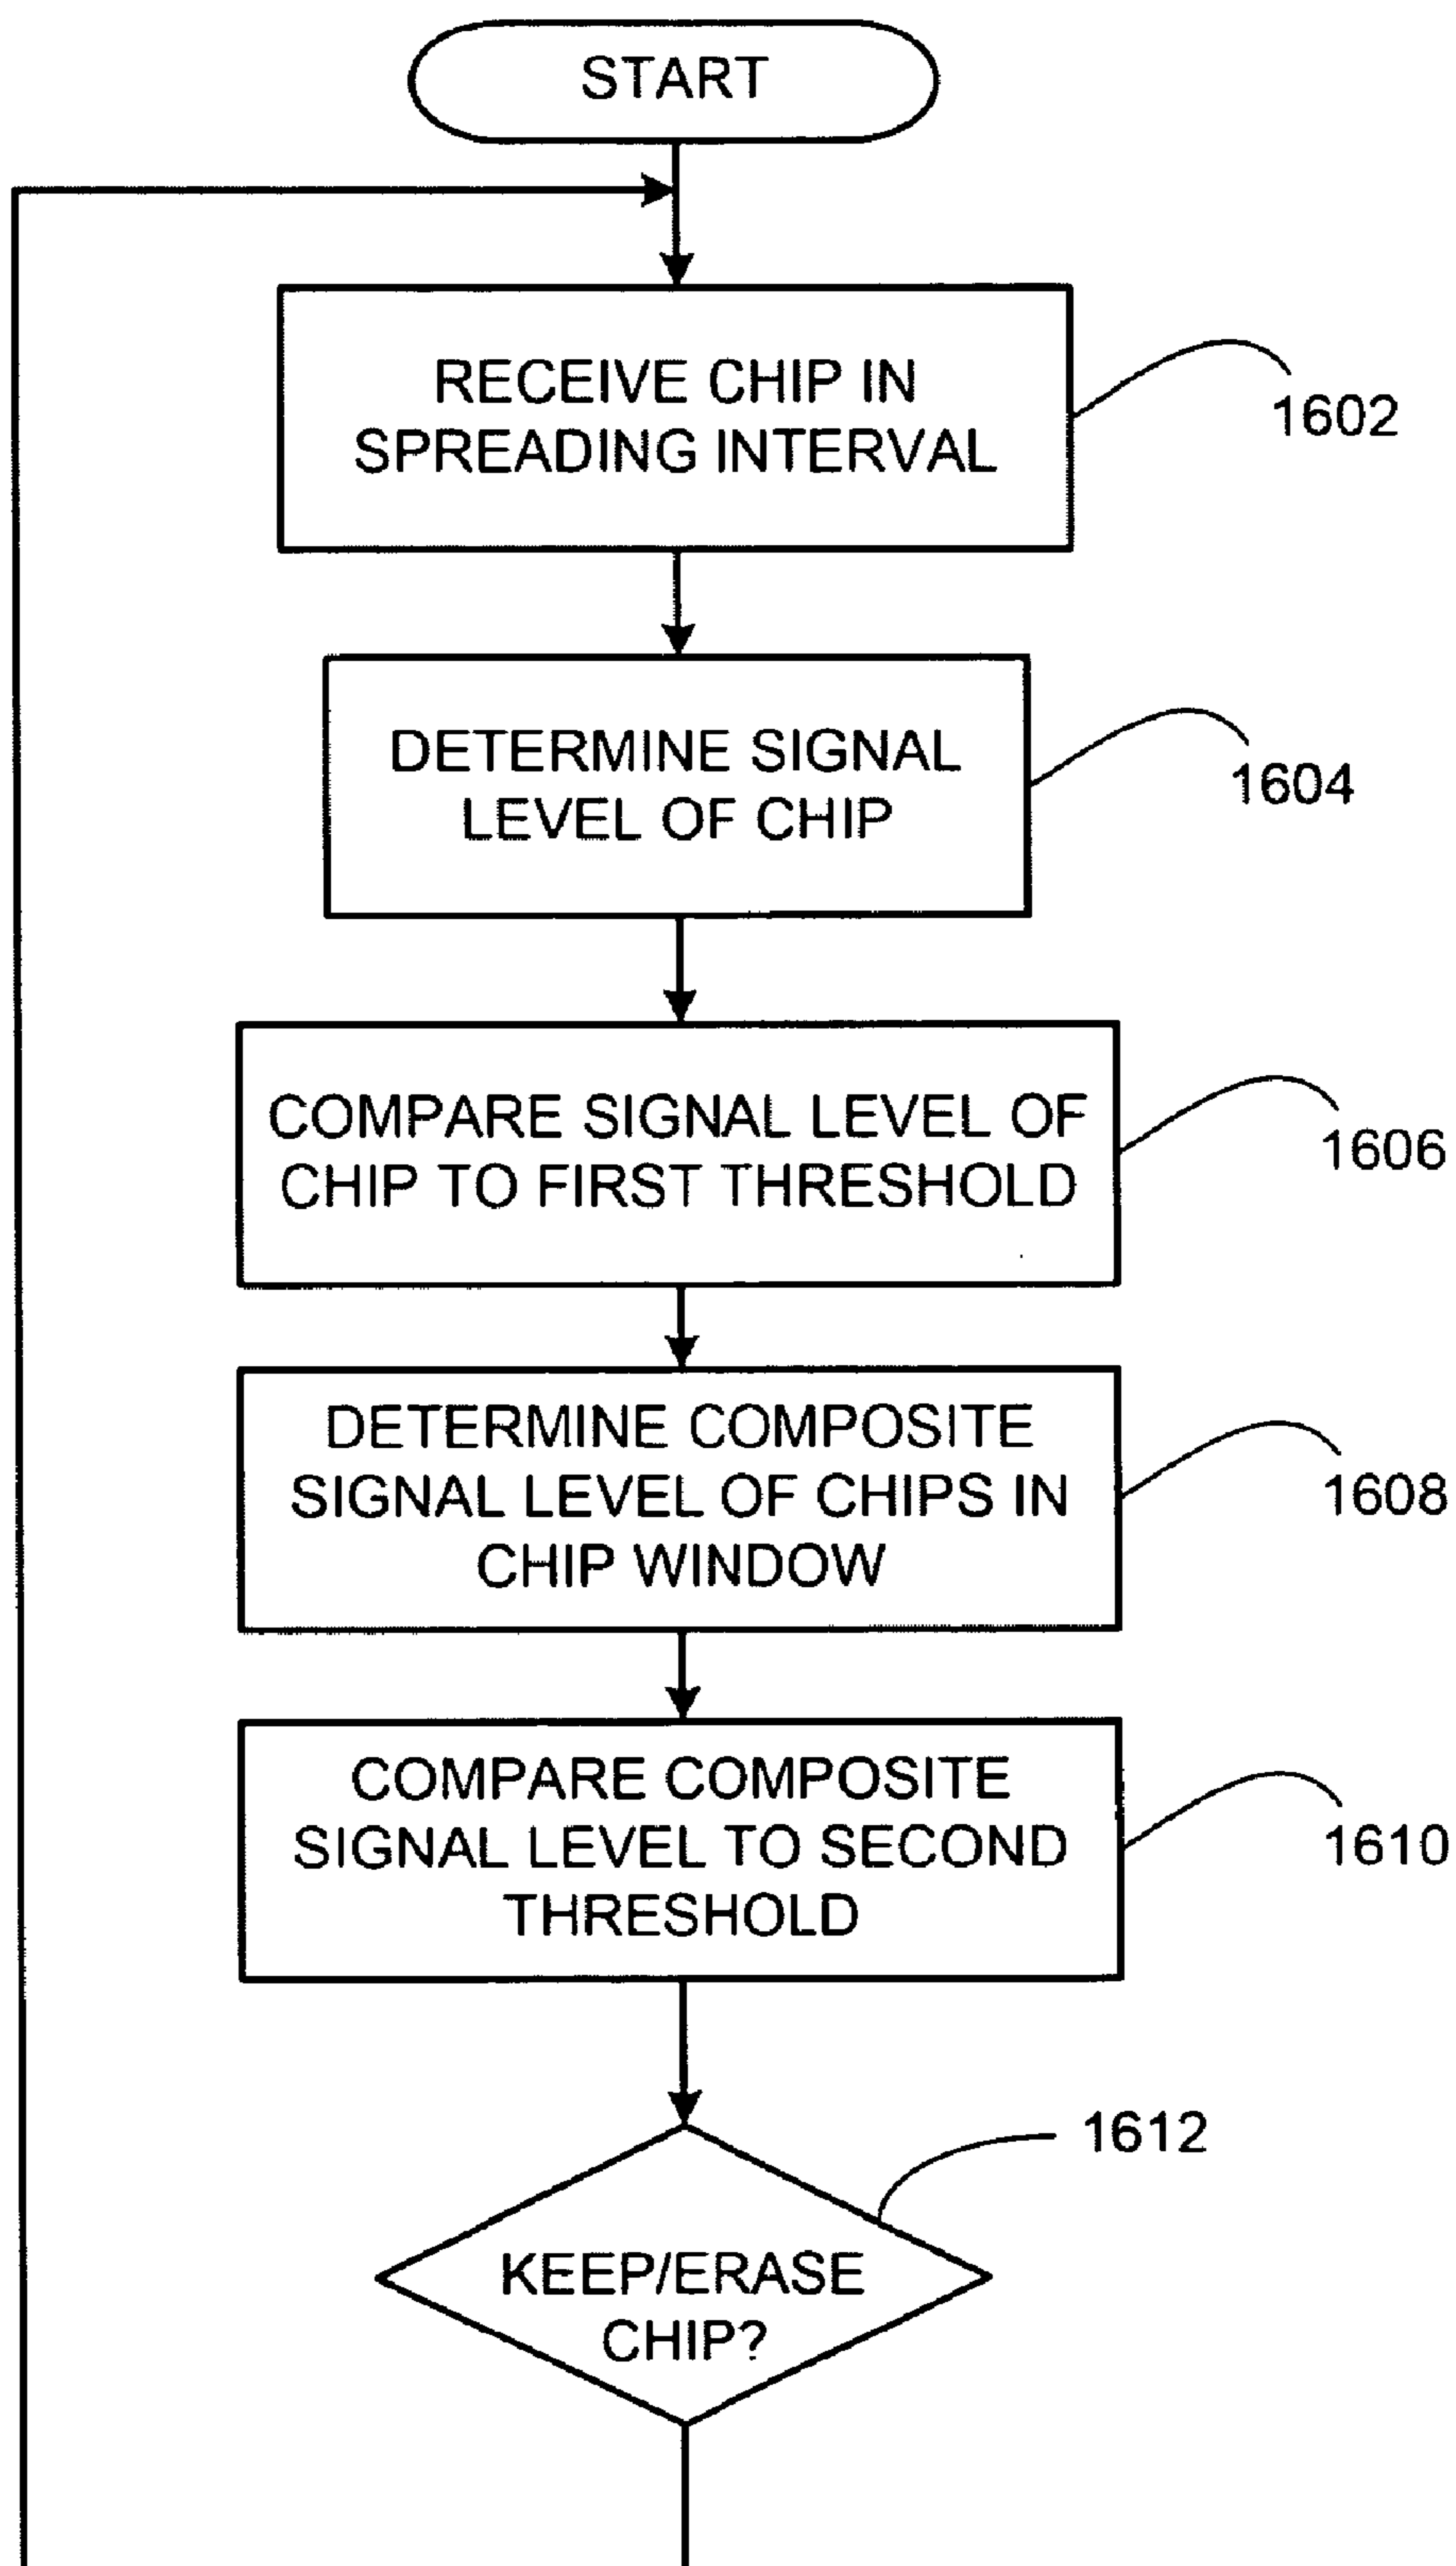 START
RECEIVE CHIP IN
SPREADING INTERVAL
1602
DETERMINE SIGNAL
LEVEL OF CHIP
1604
COMPARE SIGNAL LEVEL OF
CHIP TO FIRST THRESHOLD
1606
DETERMINE COMPOSITE
SIGNAL LEVEL OF CHIPS IN
CHIP WINDOW
1608
COMPARE COMPOSITE
SIGNAL LEVEL TO SECOND
THRESHOLD
1610
1612
KEEP/ERASE
CHIP?